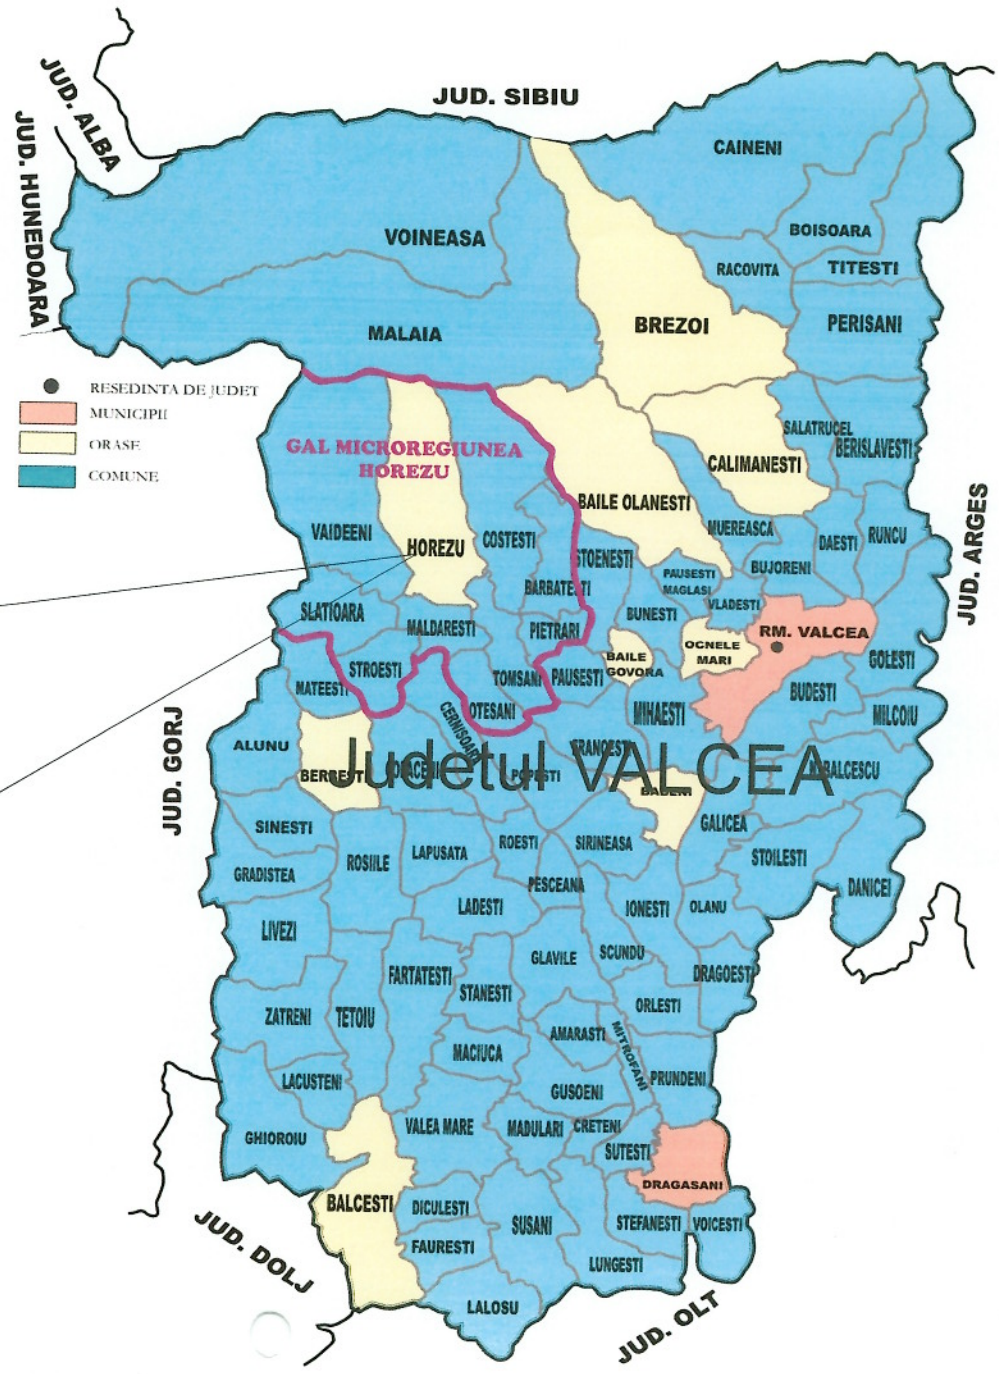 JUD. ALBA
JUD. SIBIU
JUD. HUNEDOARA
CAINENI
VOINEASA
BOISOARA
RACOVITA
TITESTI
MALAIA
BREZOI
PERISANI
RESEDINTA DE JUDET
MUNICIPII
ORASE
COMUNE
GAL MICROREGIUNEA
HOREZU
SALATRUCEL
BERISLAVESTI
CALIMANESTI
BAILE OLANESTI
VAIDEENI
HOREZU
COSTESTI
MUEREASCA
DAESTI
RUNCU
JUD. ARGES
STOENESTI
BUJORENI
PAUSESTI
MAGLASI
BARBATESTI
VLADESTI
SLATIOARA
BUNESTI
MALDARESTI
PIETRARI
RM. VALCEA
OCNELE
MARI
BAILE
GOVORA
GOLESTI
STROESTI
TOMSANI
PAUSESTI
MATEESTI
BUDESTI
OTESANI
MIHAESTI
MILCOIU
CERNISOARA
JUD. GORJ
ALUNU
FRANCESTI
Judetul VALCEA
BERBESTI
POPESTI
BABENI
SINESTI
GALICEA
ROSIILE
LAPUSATA
ROESTI
SIRINEASA
STOILESTI
GRADISTEA
PESCEANA
DANICEI
LADESTI
IONESTI
OLANU
LIVEZI
GLAVILE
SCUNDU
FARTATESTI
DRAGOESTI
STANESTI
ORLESTI
ZATRENI
TETOIU
AMARASTI
MITROFANI
MACIUCA
LACUSTENI
GUSOENI
PRUNDENI
VALEA MARE
MADULARI
CRETENI
GHIOROIU
SUTESTI
DRAGASANI
BALCESTI
DICULESTI
SUSANI
STEFANESTI
VOICESTI
FAURESTI
LUNGESTI
JUD. DOLJ
LALOSU
JUD. OLT